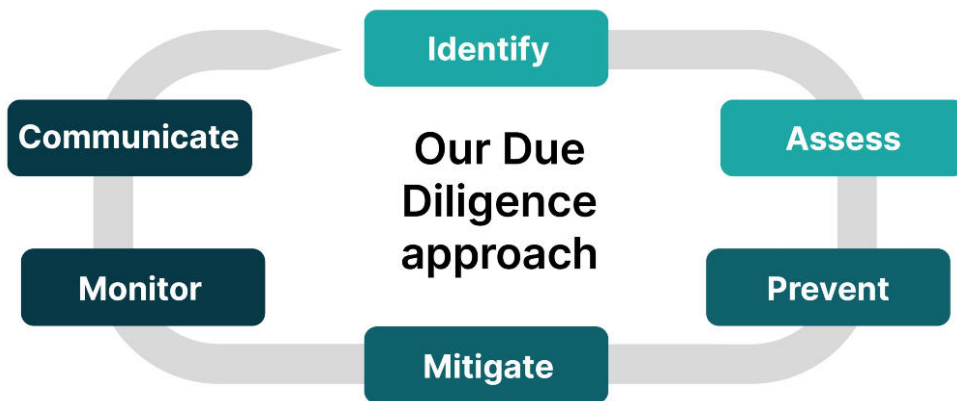 Identify
Communicate
Assess
Our Due
Diligence
approach
Monitor
Prevent
Mitigate